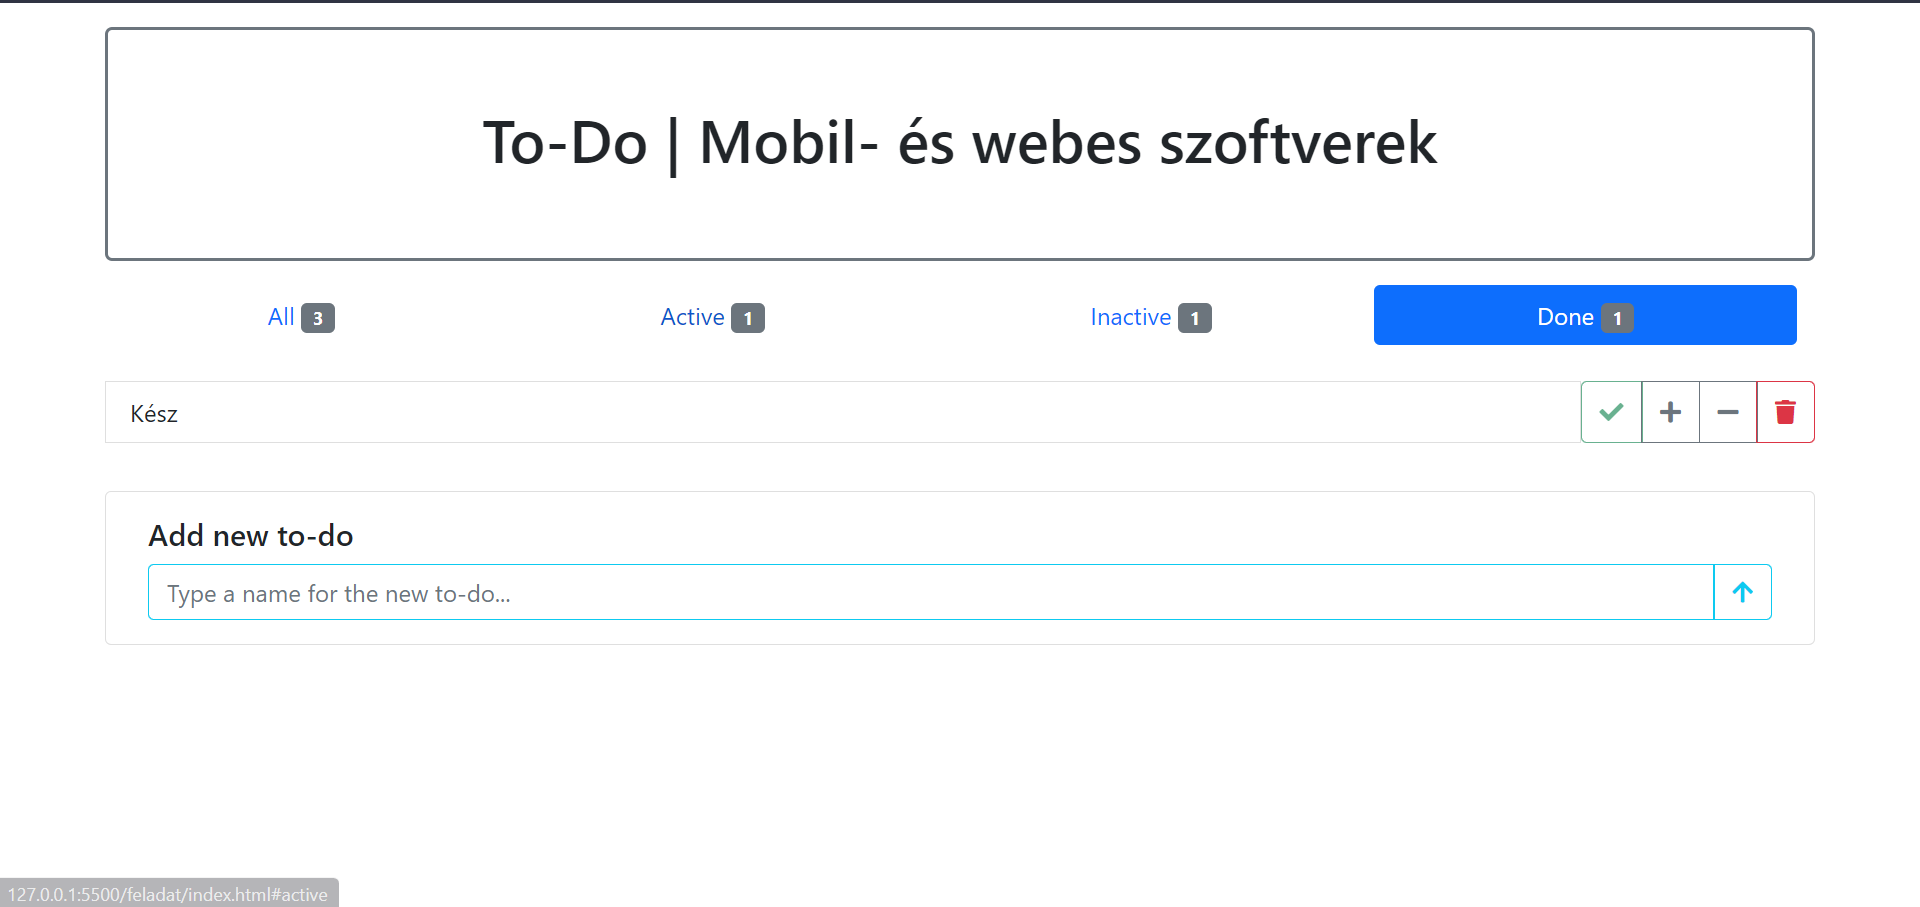 To-Do | Mobil- és webes szoftverek
All 3 Active 1 Inactive 1 Done 1
Kész
Add new to-do
Type a name for the new to-do...
127.0.0.1:5500/feladat/index.html#active